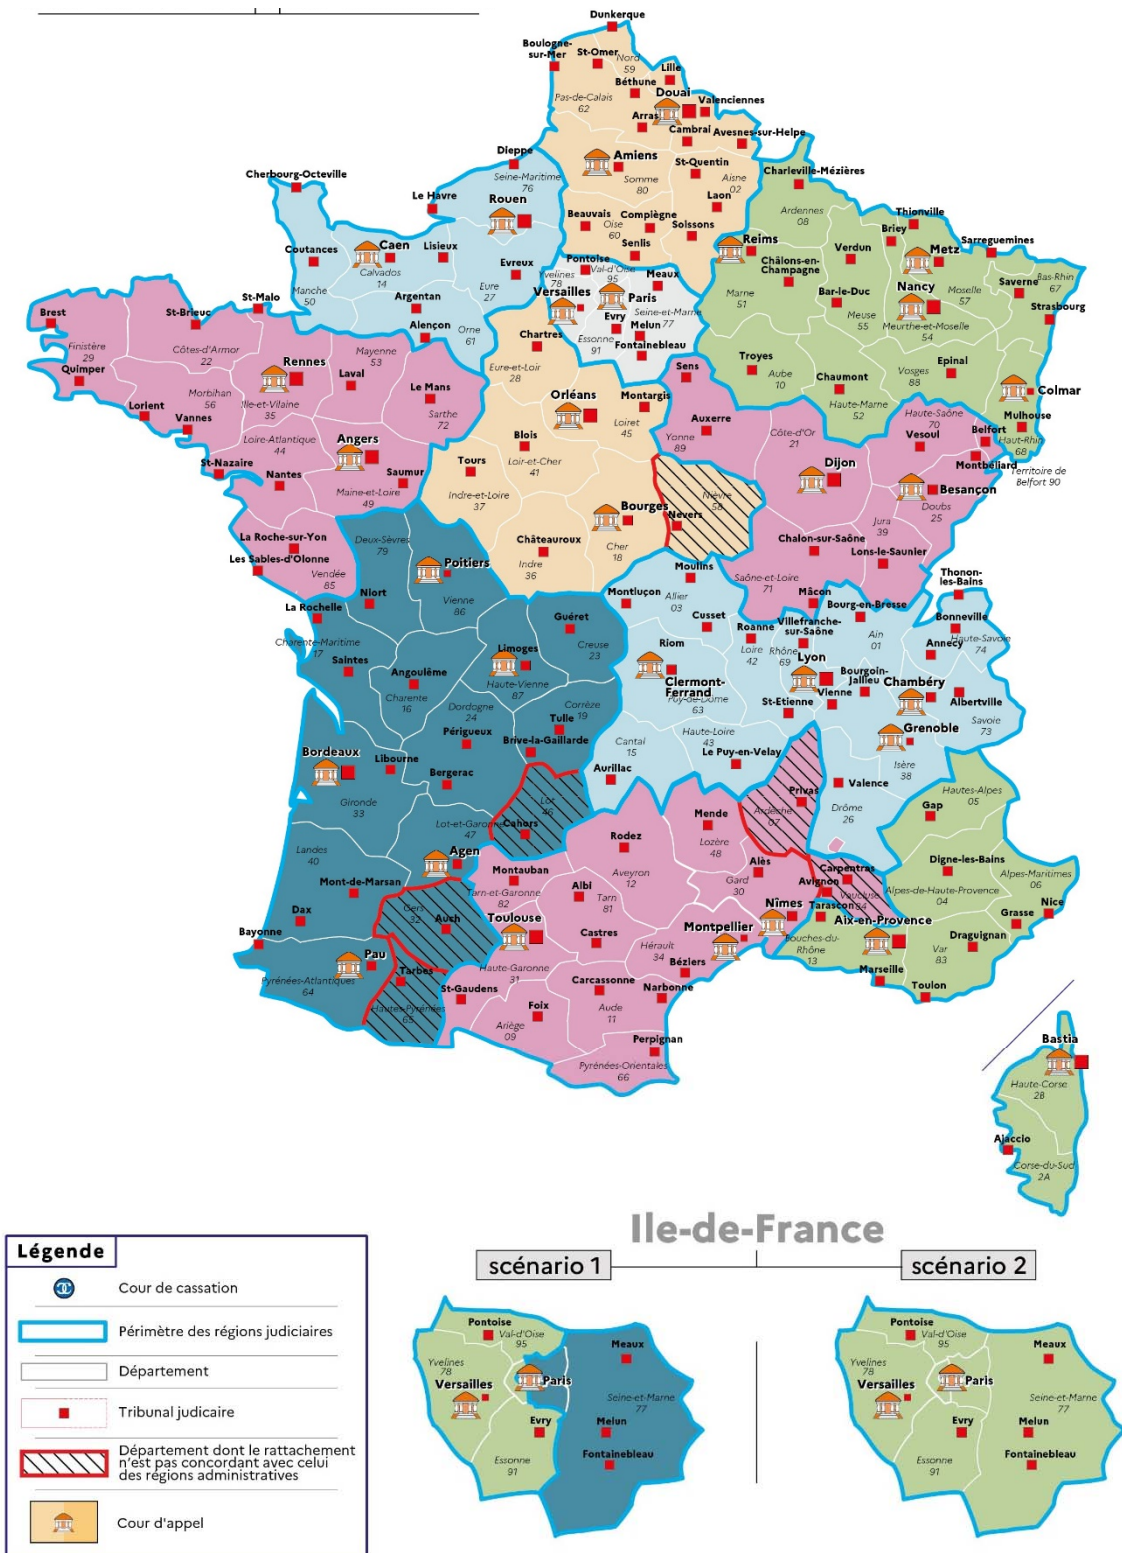 Dunkerque
Boulogne-
sur-Mer
St-Omer
Nord
59
Lille
Béthune
Douai
Valenciennes
Pas-de-Calais
62
Arras
Cambrai
Avesnes-sur-Helpe
Dieppe
Amiens
St-Quentin
Charleville-Mézières
Seine-Maritime
76
Somme
80
Aisne
02
Cherbourg-Octeville
Le Havre
Rouen
Laon
Ardennes
08
Thionville
Beauvais
Compiègne
Oise
60
Soissons
Briey
Coutances
Caen
Lisieux
Senlis
Reims
Verdun
Metz
Sarreguemines
Calvados
14
Evreux
Pontoise
Yvelines
78
Val-d'Oise
95
Meaux
Châlons-en-
Champagne
Bas-Rhin
67
Manche
50
Eure
27
Versailles
Paris
Marne
51
Bar-le-Duc
Nancy
Moselle
57
Saverne
St-Malo
Argentan
Seine-et-Marne
77
Meuse
55
Strasbourg
Brest
St-Brieuc
Alençon
Orne
61
Evry
Melun
Essonne
91
Fontainebleau
Meurthe-et-Moselle
54
Finistère
29
Côtes-d'Armor
22
Mayenne
53
Chartres
Troyes
Epinal
Quimper
Rennes
Laval
Eure-et-Loir
28
Sens
Aube
10
Chaumont
Vosges
88
Colmar
Morbihan
56
Le Mans
Orléans
Montargis
Haute-Marne
52
Lorient
Vannes
Ille-et-Vilaine
35
Sarthe
72
Loiret
45
Auxerre
Yonne
89
Côte-d'Or
21
Haute-Saône
70
Mulhouse
Loire-Atlantique
44
Angers
Blois
Vesoul
Belfort
Haut-Rhin
68
St-Nazaire
Nantes
Saumur
Tours
Loir-et-Cher
41
Dijon
Montbéliard
Territoire de
Belfort 90
Maine-et-Loire
49
Indre-et-Loire
37
Nièvre
58
Besançon
Doubs
25
Bourges
Nevers
La Roche-sur-Yon
Deux-Sèvres
79
Châteauroux
Cher
18
Jura
39
Les Sables-d'Olonne
Vendée
85
Poitiers
Indre
36
Chalon-sur-Saône
Lons-le-Saunier
Niort
Vienne
86
Moulins
Saône-et-Loire
71
Thonon-
les-Bains
La Rochelle
Montluçon
Allier
03
Mâcon
Bourg-en-Bresse
Guéret
Cusset
Roanne
Villefranche-
sur-Saône
Bonneville
Charente-Maritime
17
Creuse
23
Loire
42
Rhône
69
Ain
01
Annecy
Haute-Savoie
74
Saintes
Limoges
Riom
Lyon
Bourgoin-
Jallieu
Angoulême
Haute-Vienne
87
Clermont-
Ferrand
Chambéry
Charente
16
Dordogne
24
Corrèze
19
Puy-de-Dôme
63
St-Etienne
Vienne
Albertville
Tulle
Savoie
73
Périgueux
Brive-la-Gaillarde
Haute-Loire
43
Grenoble
Bordeaux
Libourne
Cantal
15
Le Puy-en-Velay
Isère
38
Bergerac
Aurillac
Valence
Gironde
33
Lot
46
Privas
Hautes-Alpes
05
Lot-et-Garonne
47
Cahors
Mende
Ardèche
07
Drôme
26
Gap
Landes
40
Rodez
Lozère
48
Agen
Alès
Carpentras
Digne-les-Bains
Mont-de-Marsan
Montauban
Aveyron
12
Gard
30
Avignon
Vaucluse
84
Alpes-Maritimes
06
Tarn-et-Garonne
82
Albi
Tarn
81
Alpes-de-Haute-Provence
04
Gers
32
Nîmes
Tarascon
Dax
Auch
Toulouse
Montpellier
Aix-en-Provence
Grasse
Nice
Bayonne
Castres
Hérault
34
Bouches-du-
Rhône
13
Draguignan
Pau
Haute-Garonne
31
Béziers
Var
83
Pyrénées-Atlantiques
64
Tarbes
St-Gaudens
Carcassonne
Narbonne
Marseille
Toulon
Hautes-Pyrénées
65
Foix
Aude
11
Ariège
09
Perpignan
Bastia
Pyrénées-Orientales
66
Haute-Corse
2B
Ajaccio
Corse-du-Sud
2A
Ile-de-France
scénario 1
scénario 2
Légende
Cour de cassation
Périmètre des régions judiciaires
Département
Tribunal judicaire
Département dont le rattachement
n'est pas concordant avec celui
des régions administratives
Cour d'appel
Pontoise
Val-d'Oise
95
Meaux
Yvelines
78
Versailles
Paris
Seine-et-Marne
77
Evry
Melun
Essonne
91
Fontainebleau
Pontoise
Val-d'Oise
95
Meaux
Yvelines
78
Versailles
Paris
Seine-et-Marne
77
Evry
Melun
Essonne
91
Fontainebleau